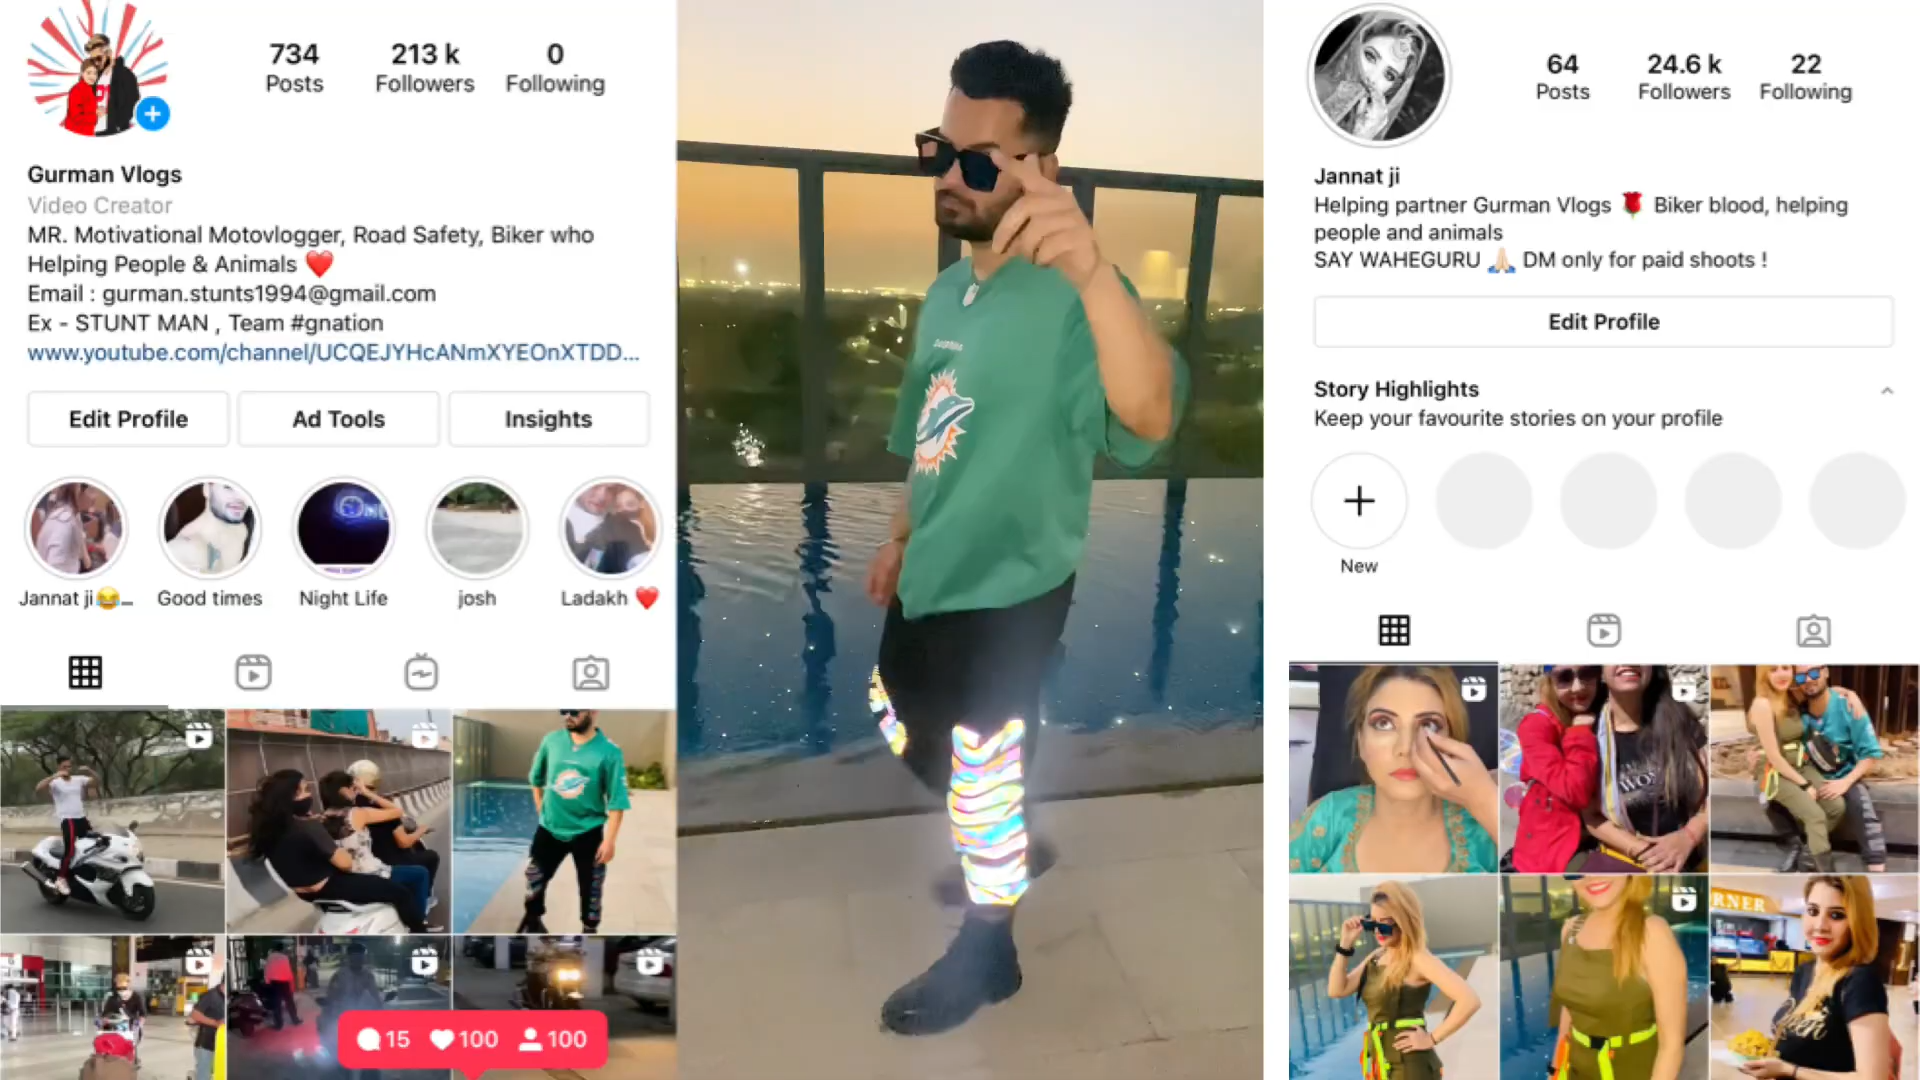 734
Posts
213 k
Followers
0
Following
Gurman Vlogs
Video Creator
MR. Motivational Motovlogger, Road Safety, Biker who
Helping People & Animals ❤️
Email : gurman.stunts1994@gmail.com
Ex - STUNT MAN , Team #gnation
www.youtube.com/channel/UCQEJYHcANmXYEOnXTDD...
Edit Profile
Ad Tools
Insights
Jannat ji😂_
Good times
Night Life
josh
Ladakh ❤️
15
100
100
64
Posts
24.6 k
Followers
22
Following
Jannat ji
Helping partner Gurman Vlogs 🌹 Biker blood, helping
people and animals
SAY WAHEGURU 🙏🏻 DM only for paid shoots !
Edit Profile
Story Highlights
Keep your favourite stories on your profile
New
RNER